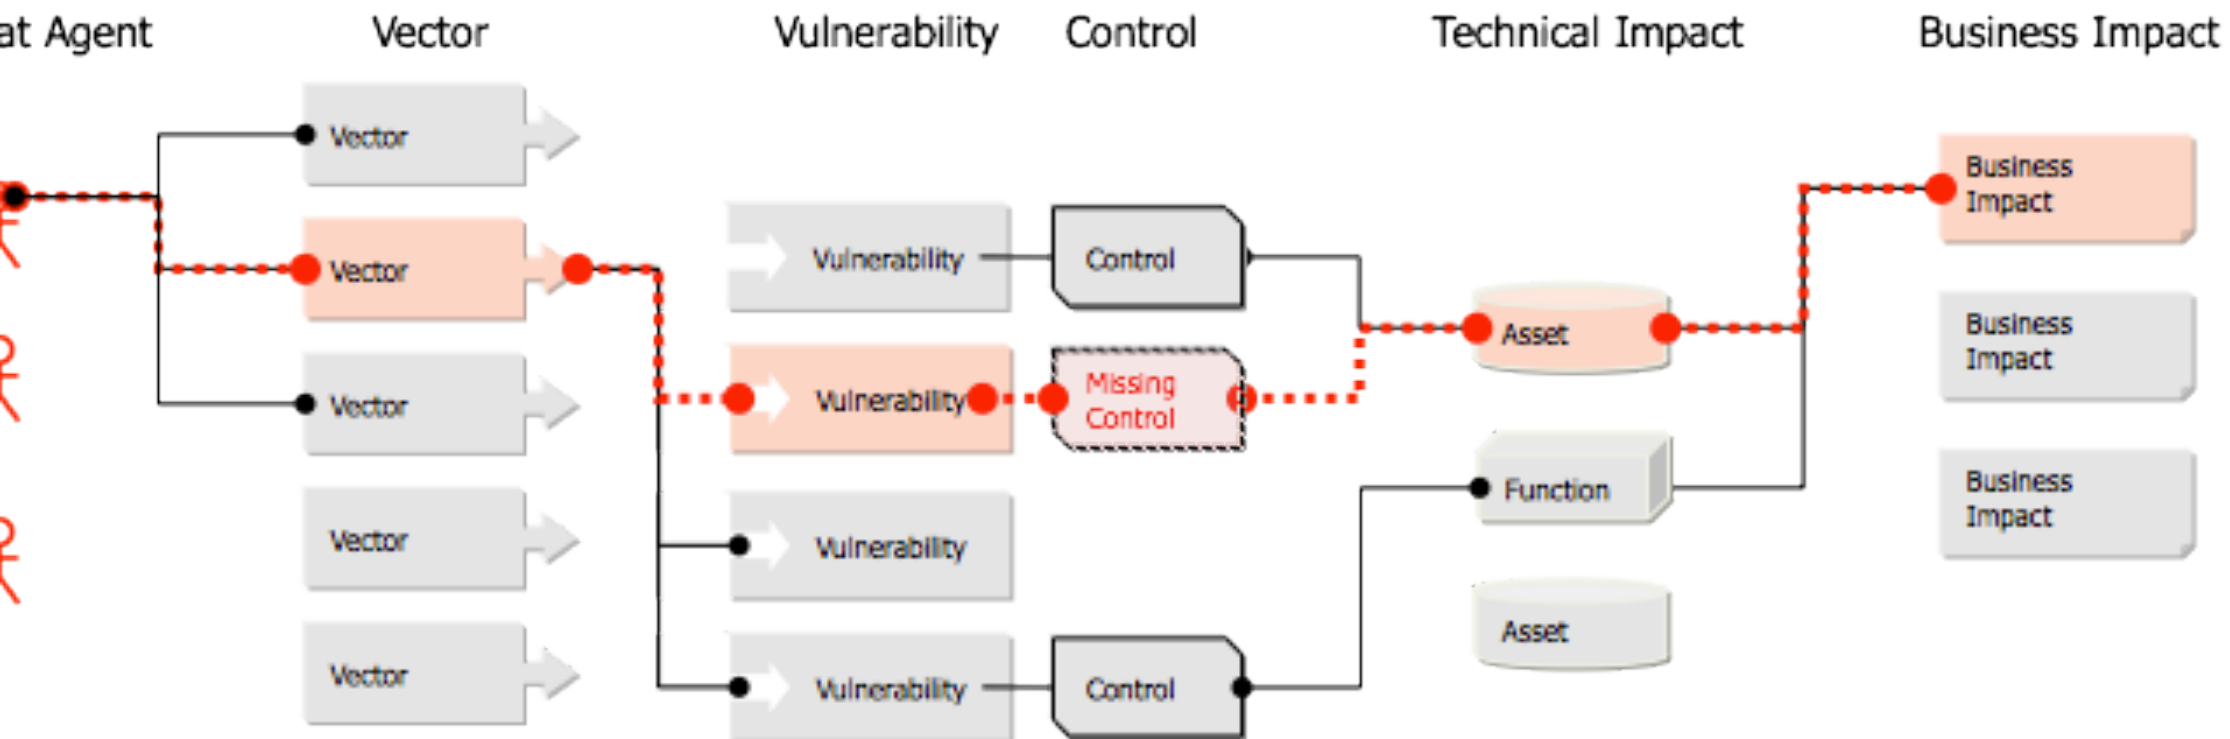 at Agent
Vector
Vulnerability
Control
Technical Impact
Business Impact
Vector
Vector
Vector
Vector
Vector
Vulnerability
Vulnerability
Vulnerability
Vulnerability
Control
Missing
Control
Control
Asset
Function
Asset
Business
Impact
Business
Impact
Business
Impact